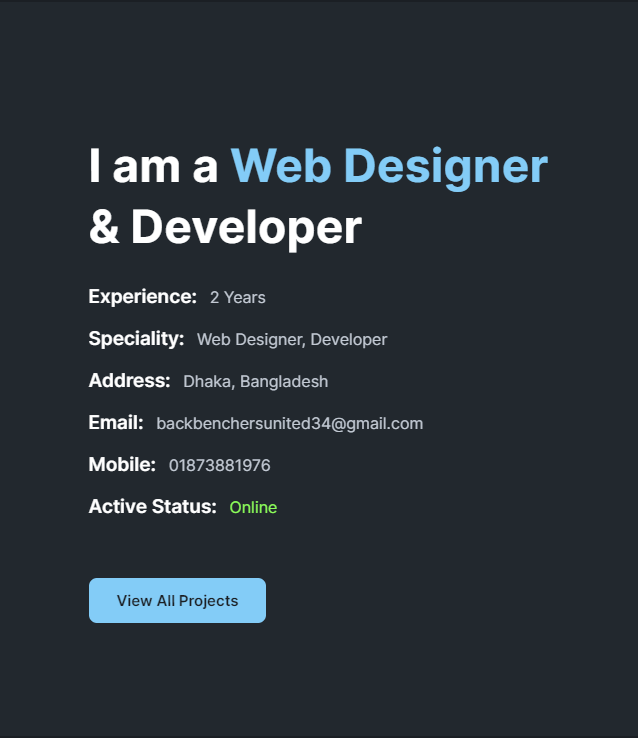 I am a Web Designer
& Developer
Experience: 2 Years
Speciality: Web Designer, Developer
Address: Dhaka, Bangladesh
Email: backbenchersunited34@gmail.com
Mobile: 01873881976
Active Status: Online
View All Projects